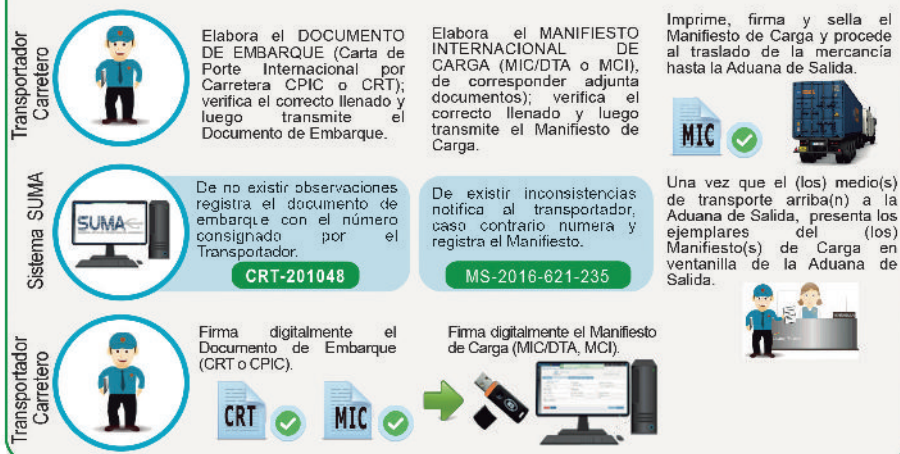 Transportador
Carretero
Elabora el DOCUMENTO
DE EMBARQUE (Carta de
Porte Internacional por
Carretera CPIC o CRT);
verifica el correcto llenado y
luego transmite el
Documento de Embarque.
Elabora el MANIFIESTO
INTERNACIONAL DE
CARGA (MIC/DTA o MCI),
de corresponder adjunta
documentos); verifica el
correcto llenado y luego
transmite el Manifiesto de
Carga.
Imprime, firma y sella el
Manifiesto de Carga y procede
al traslado de la mercancía
hasta la Aduana de Salida.
MIC
Sistema SUMA
SUMA
De no existir observaciones
registra el documento de
embarque con el número
consignado por el
Transportador.
CRT-201048
De existir inconsistencias
notifica al transportador,
caso contrario numera y
registra el Manifiesto.
MS-2016-621-235
Una vez que el (los) medio(s)
de transporte arriba(n) a la
Aduana de Salida, presenta los
ejemplares del (los)
Manifiesto(s) de Carga en
ventanilla de la Aduana de
Salida.
Transportador
Carretero
Firma digitalmente el
Documento de Embarque
(CRT o CPIC).
CRT
MIC
Firma digitalmente el Manifiesto
de Carga (MIC/DTA, MCI).